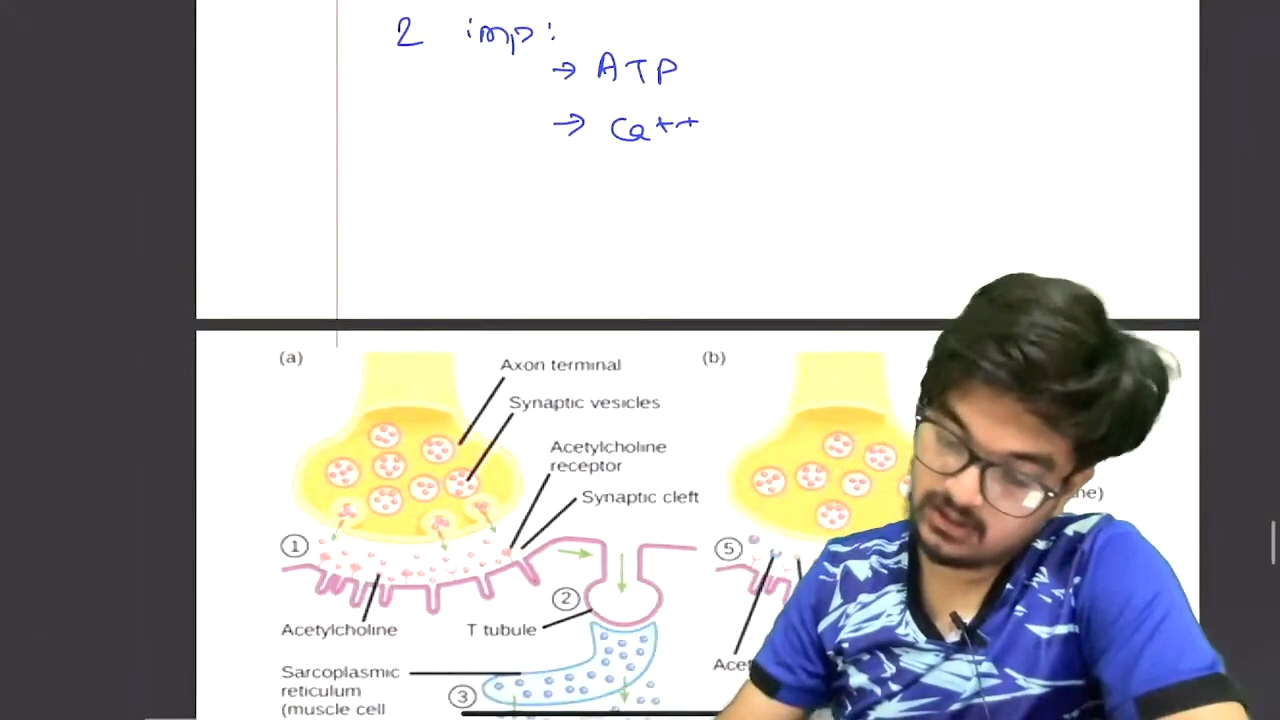 2 imp:
→ ATP
→ Ca++
(a)
Axon terminal
Synaptic vesicles
Acetylcholine
receptor
Synaptic cleft
1
2
Acetylcholine
T tubule
Sarcoplasmic
reticulum
(muscle cell
3
(b)
5